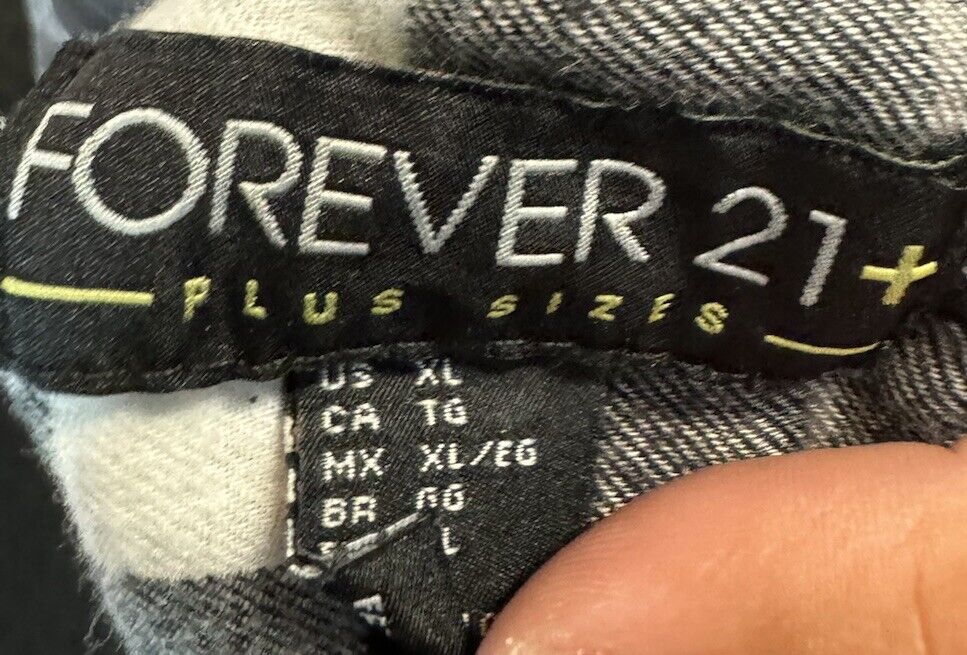 FOREVER 21+
PLUS SIZES
US XL
CA TG
MX XL/EG
BR GG
L